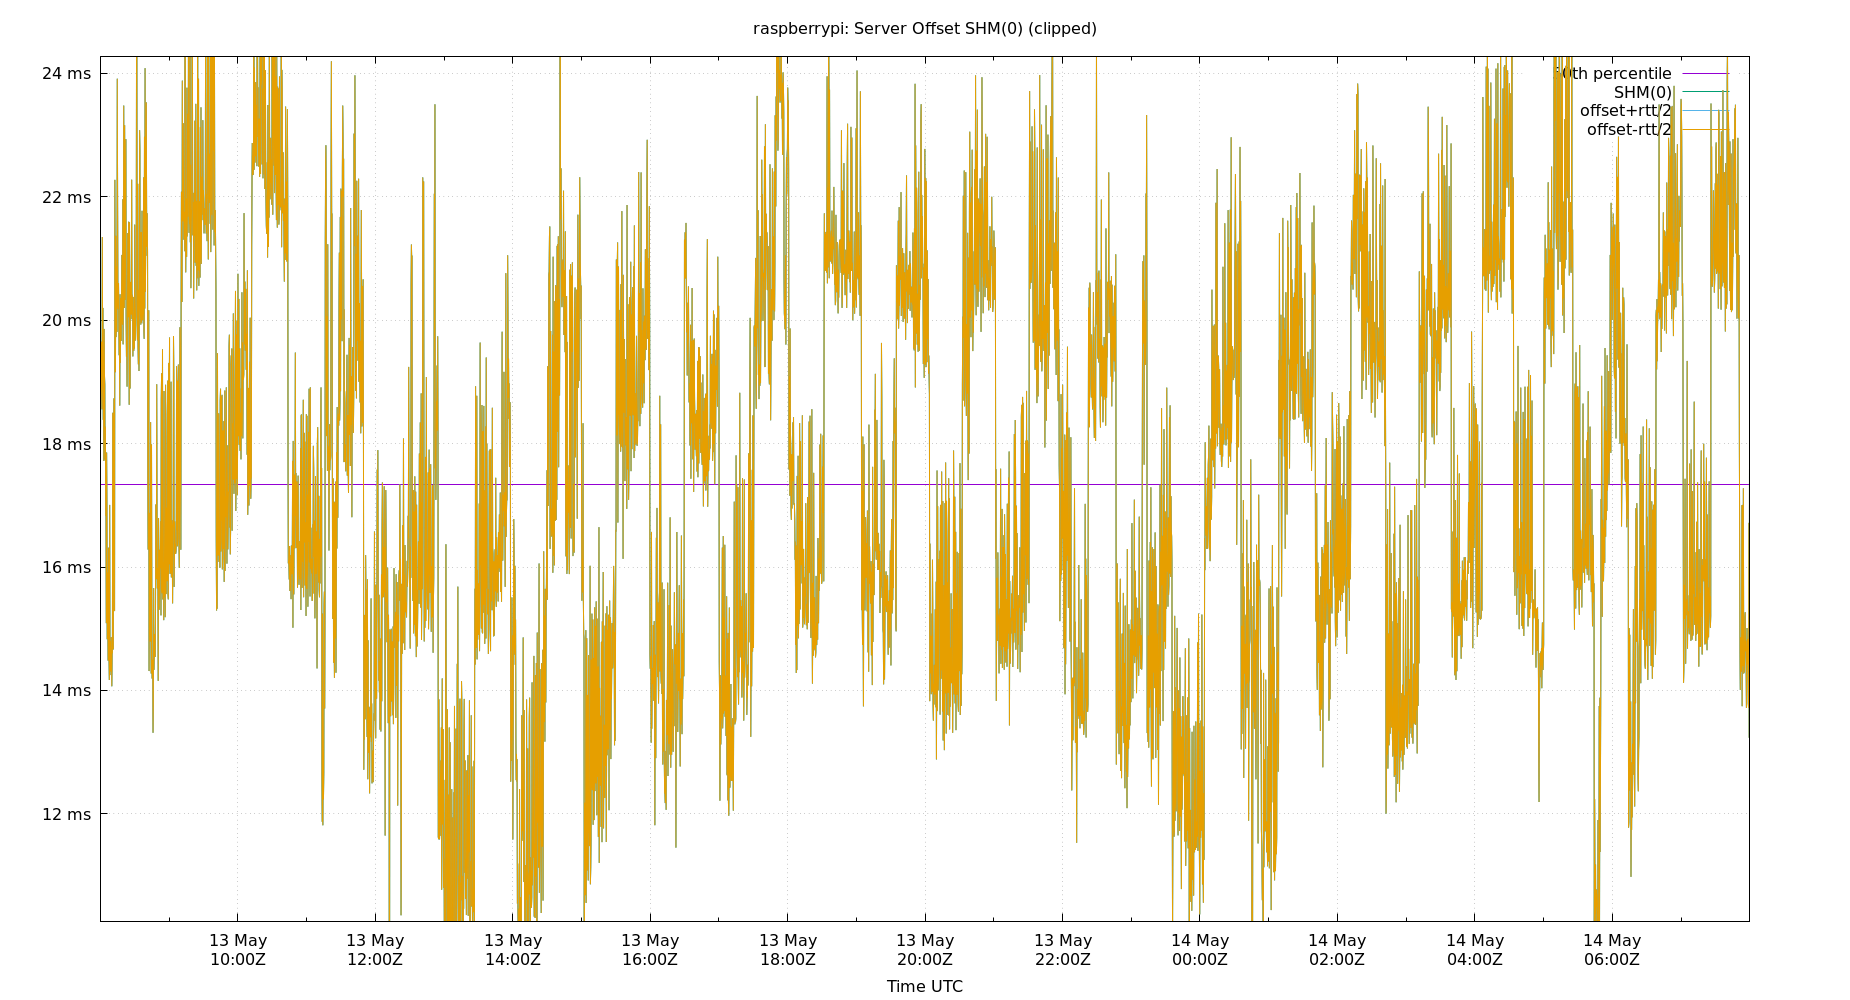 raspberrypi: Server Offset SHM(0) (clipped)
24 ms
22 ms
20 ms
18 ms
16 ms
14 ms
12 ms
50th percentile
SHM(0)
offset+rtt/2
offset-rtt/2
13 May 13 May 13 May 13 May 13 May 13 May 13 May 14 May 14 May 14 May 14 May
10:00Z 12:00Z 14:00Z 16:00Z 18:00Z 20:00Z 22:00Z 00:00Z 02:00Z 04:00Z 06:00Z
Time UTC